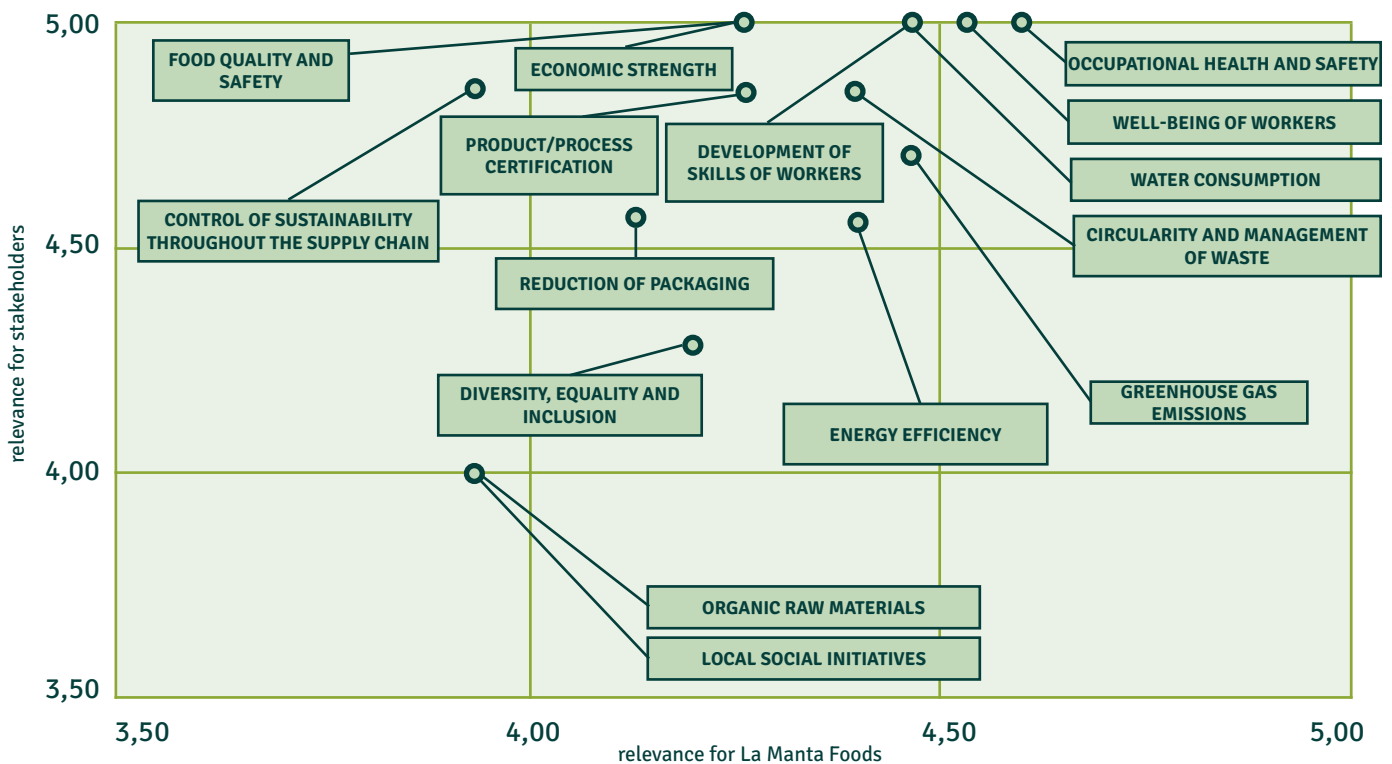 5,00
FOOD QUALITY AND
SAFETY
ECONOMIC STRENGTH
OCCUPATIONAL HEALTH AND SAFETY
PRODUCT/PROCESS
CERTIFICATION
DEVELOPMENT OF
SKILLS OF WORKERS
WELL-BEING OF WORKERS
WATER CONSUMPTION
CONTROL OF SUSTAINABILITY
THROUGHOUT THE SUPPLY CHAIN
CIRCULARITY AND MANAGEMENT
OF WASTE
4,50
REDUCTION OF PACKAGING
relevance for stakeholders
DIVERSITY, EQUALITY AND
INCLUSION
ENERGY EFFICIENCY
GREENHOUSE GAS
EMISSIONS
4,00
ORGANIC RAW MATERIALS
LOCAL SOCIAL INITIATIVES
3,50
3,50
4,00
4,50
5,00
relevance for La Manta Foods